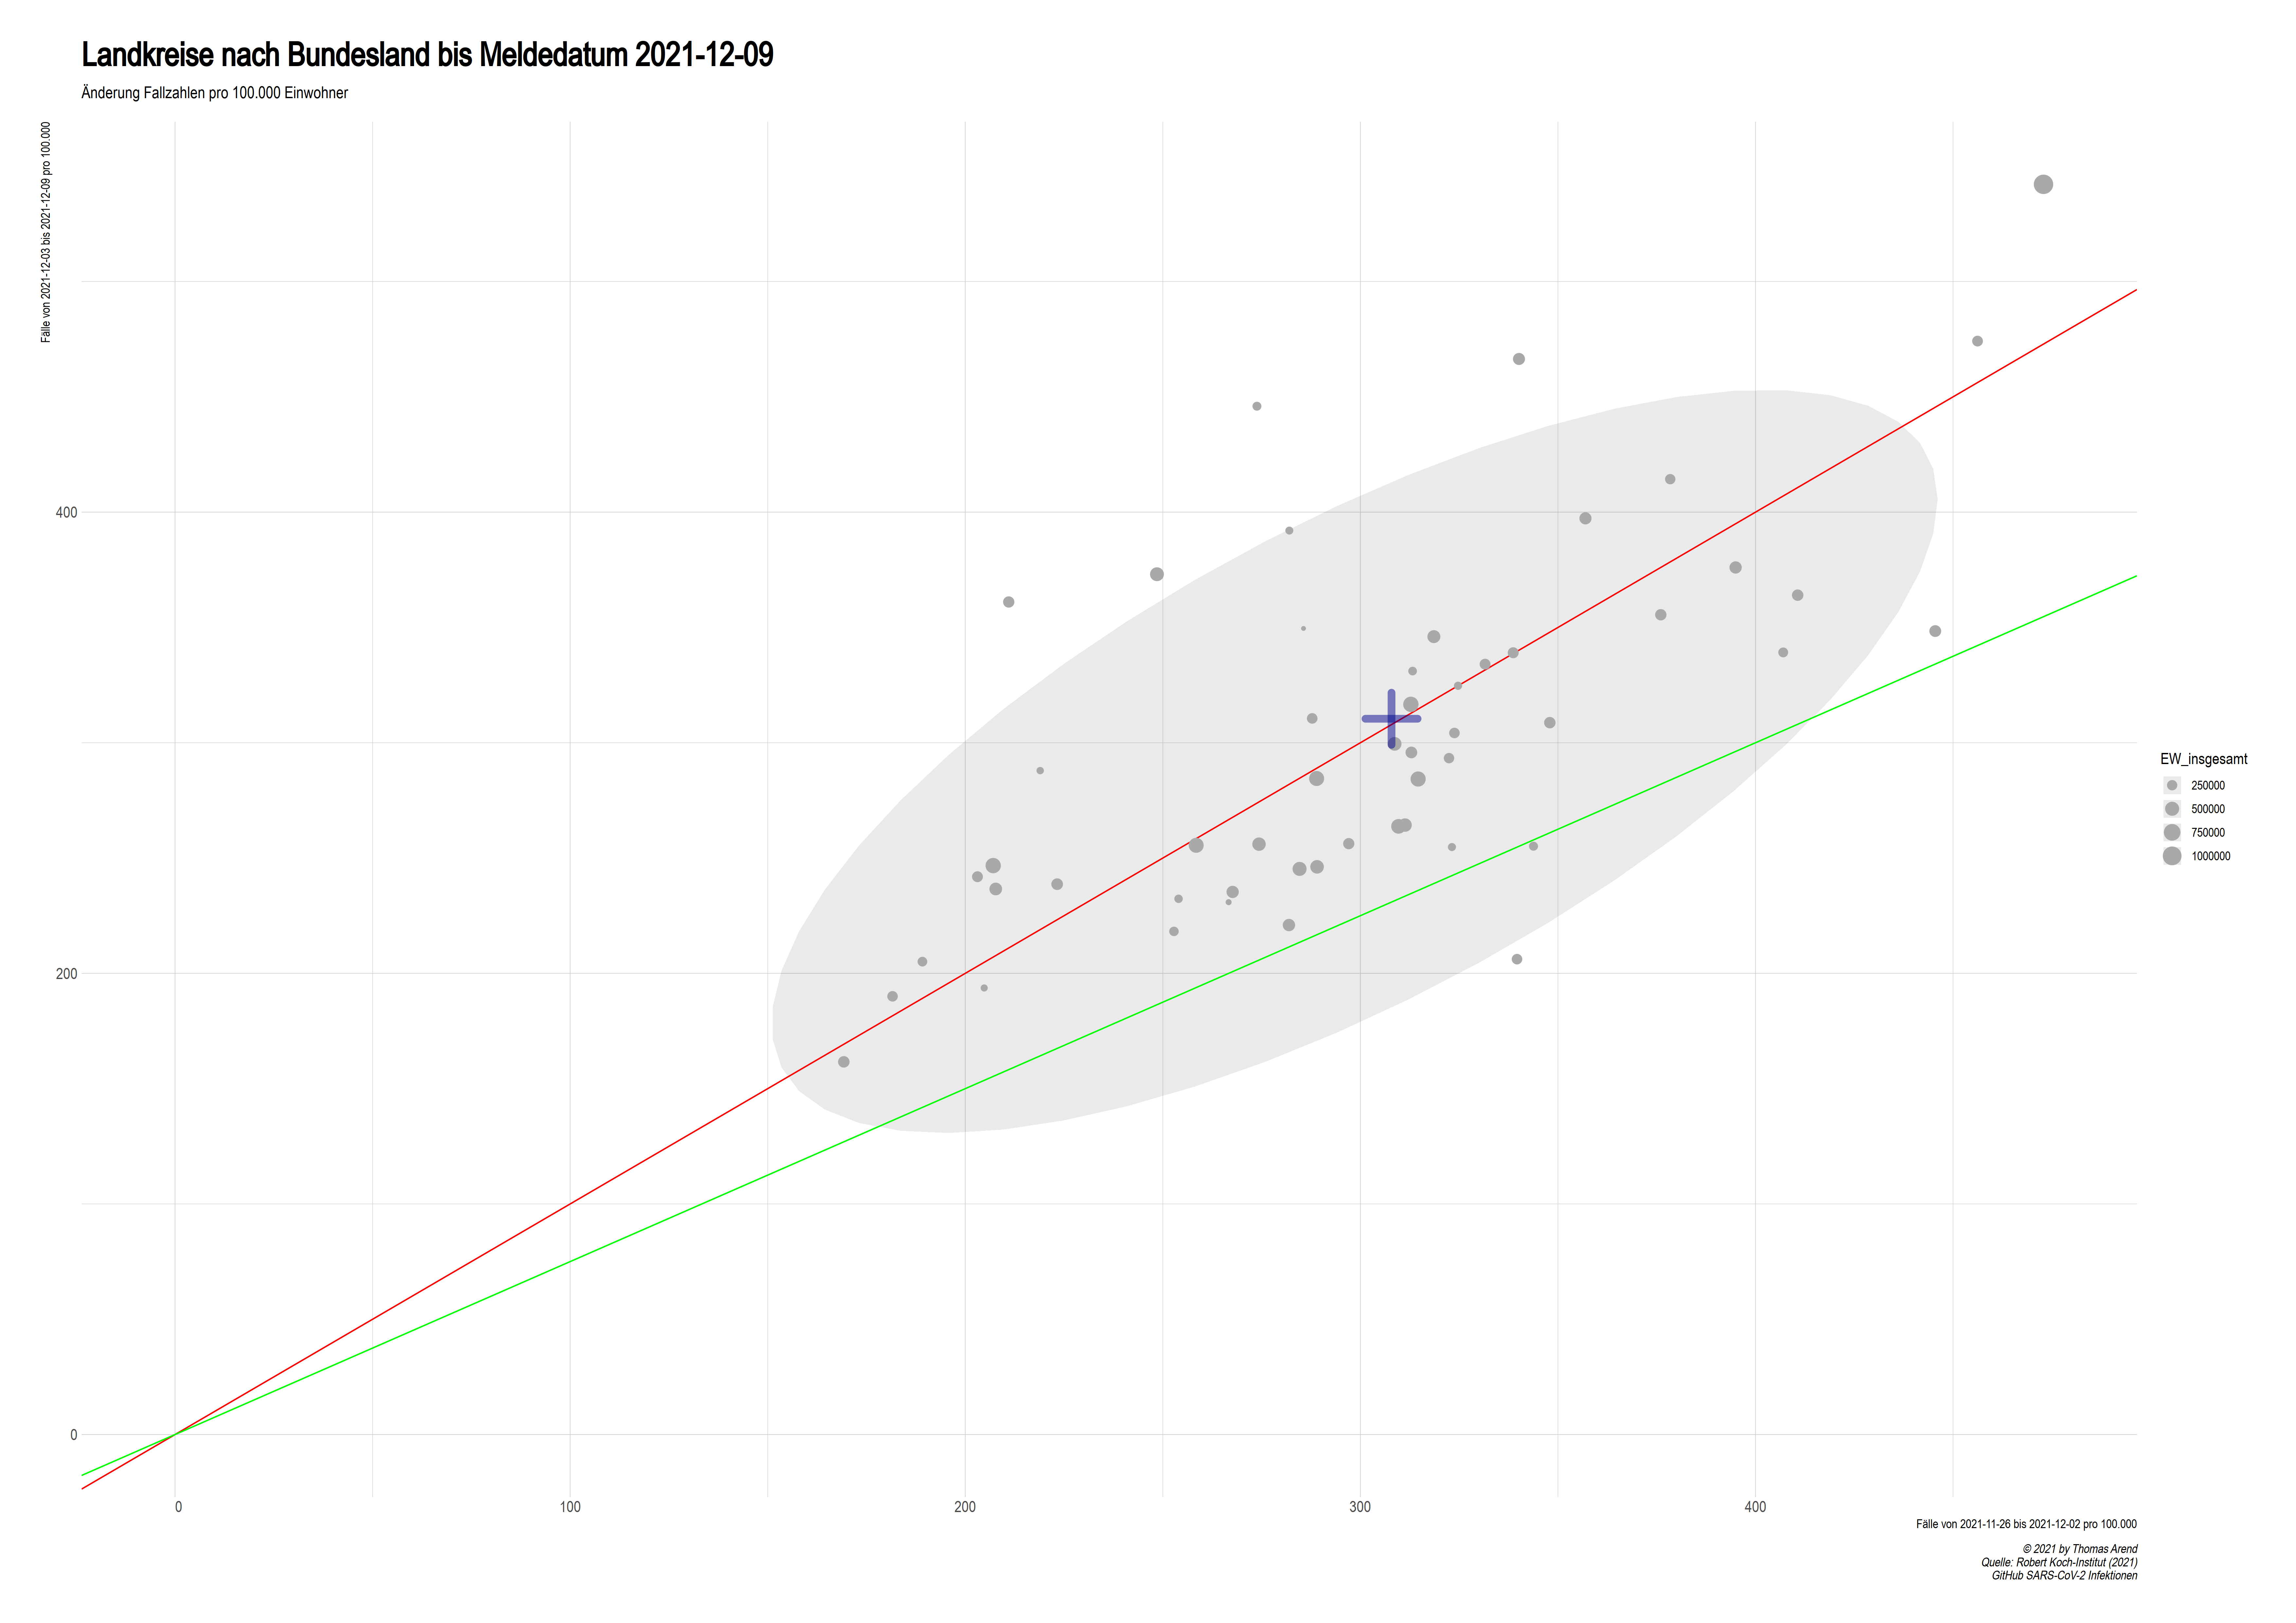 Landkreise nach Bundesland bis Meldedatum 2021-12-09
Änderung Fallzahlen pro 100.000 Einwohner
Fälle von 2021-12-03 bis 2021-12-09 pro 100.000
400
200
0
0
100
200
300
400
Fälle von 2021-11-26 bis 2021-12-02 pro 100.000
EW_insgesamt
250000
500000
750000
1000000
© 2021 by Thomas Arend
Quelle: Robert Koch-Institut (2021)
GitHub SARS-CoV-2 Infektionen